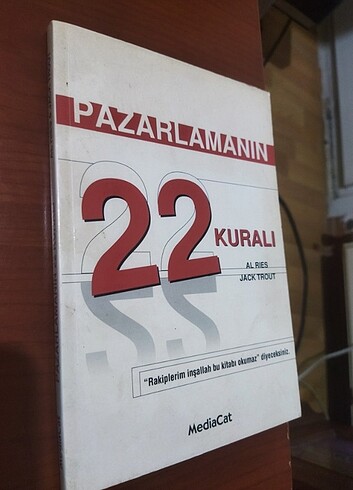 PAZARLAMANIN
22
KURALI
AL RIES
JACK TROUT
"Rakiplerim inşallah bu kitabı okumaz" diyeceksiniz.
MediaCat